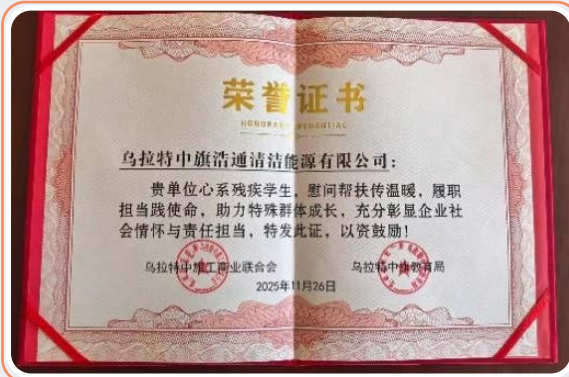 荣誉证书
HONORARY CREDENTIAL
乌拉特中旗浩通清洁能源有限公司：
贵单位心系残疾学生，慰问帮扶传温暖，履职
担当践使命，助力特殊群体成长，充分彰显企业社
会情怀与责任担当，特发此证，以资鼓励！
乌拉特中旗工商业联合会 乌拉特中旗教育局
2025年11月26日